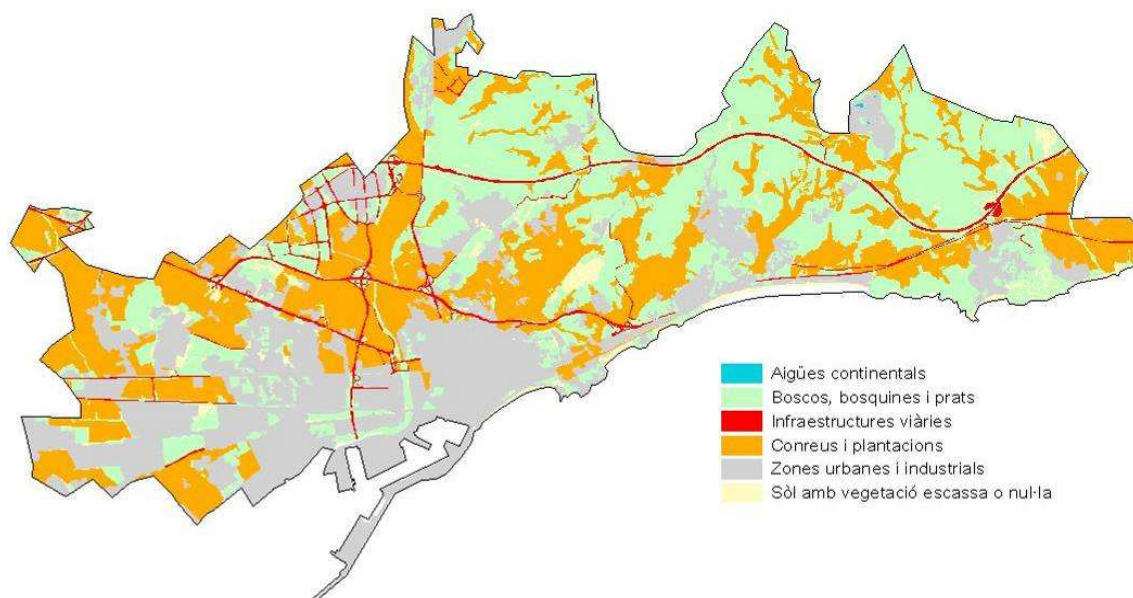 Aigües continentals
Boscos, bosquines i prats
Infraestructures viàries
Conreus i plantacions
Zones urbanes i industrials
Sòl amb vegetació escassa o nul·la